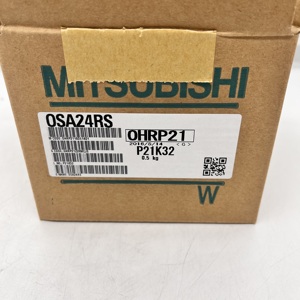 MITSUBISHI
OSA24RS
OHRP21
2018/5/14 <G>
P21K32
0.5 kg
W